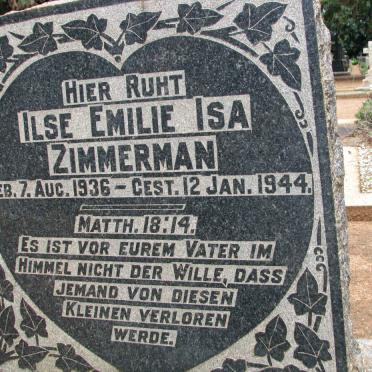 HIER RUHT
ILSE EMILIE ISA
ZIMMERMAN
EB. 7. AUG. 1936 – GEST. 12 JAN. 1944.
MATTH. 18:14.
ES IST VOR EUREM VATER IM
HIMMEL NICHT DER WILLE, DASS
JEMAND VON DIESEN
KLEINEN VERLOREN
WERDE.